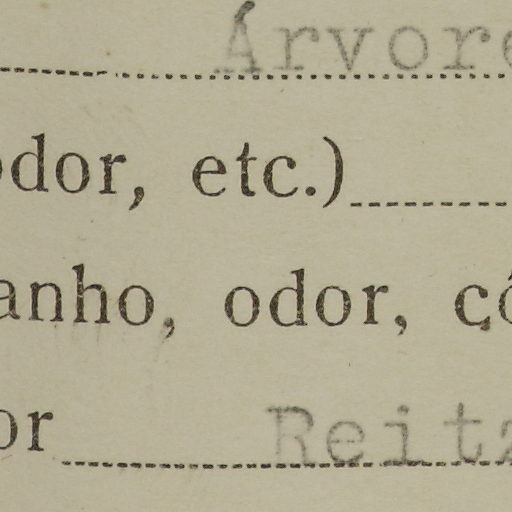 Árvore
odor, etc.)
anho, odor, cô
or Reitz